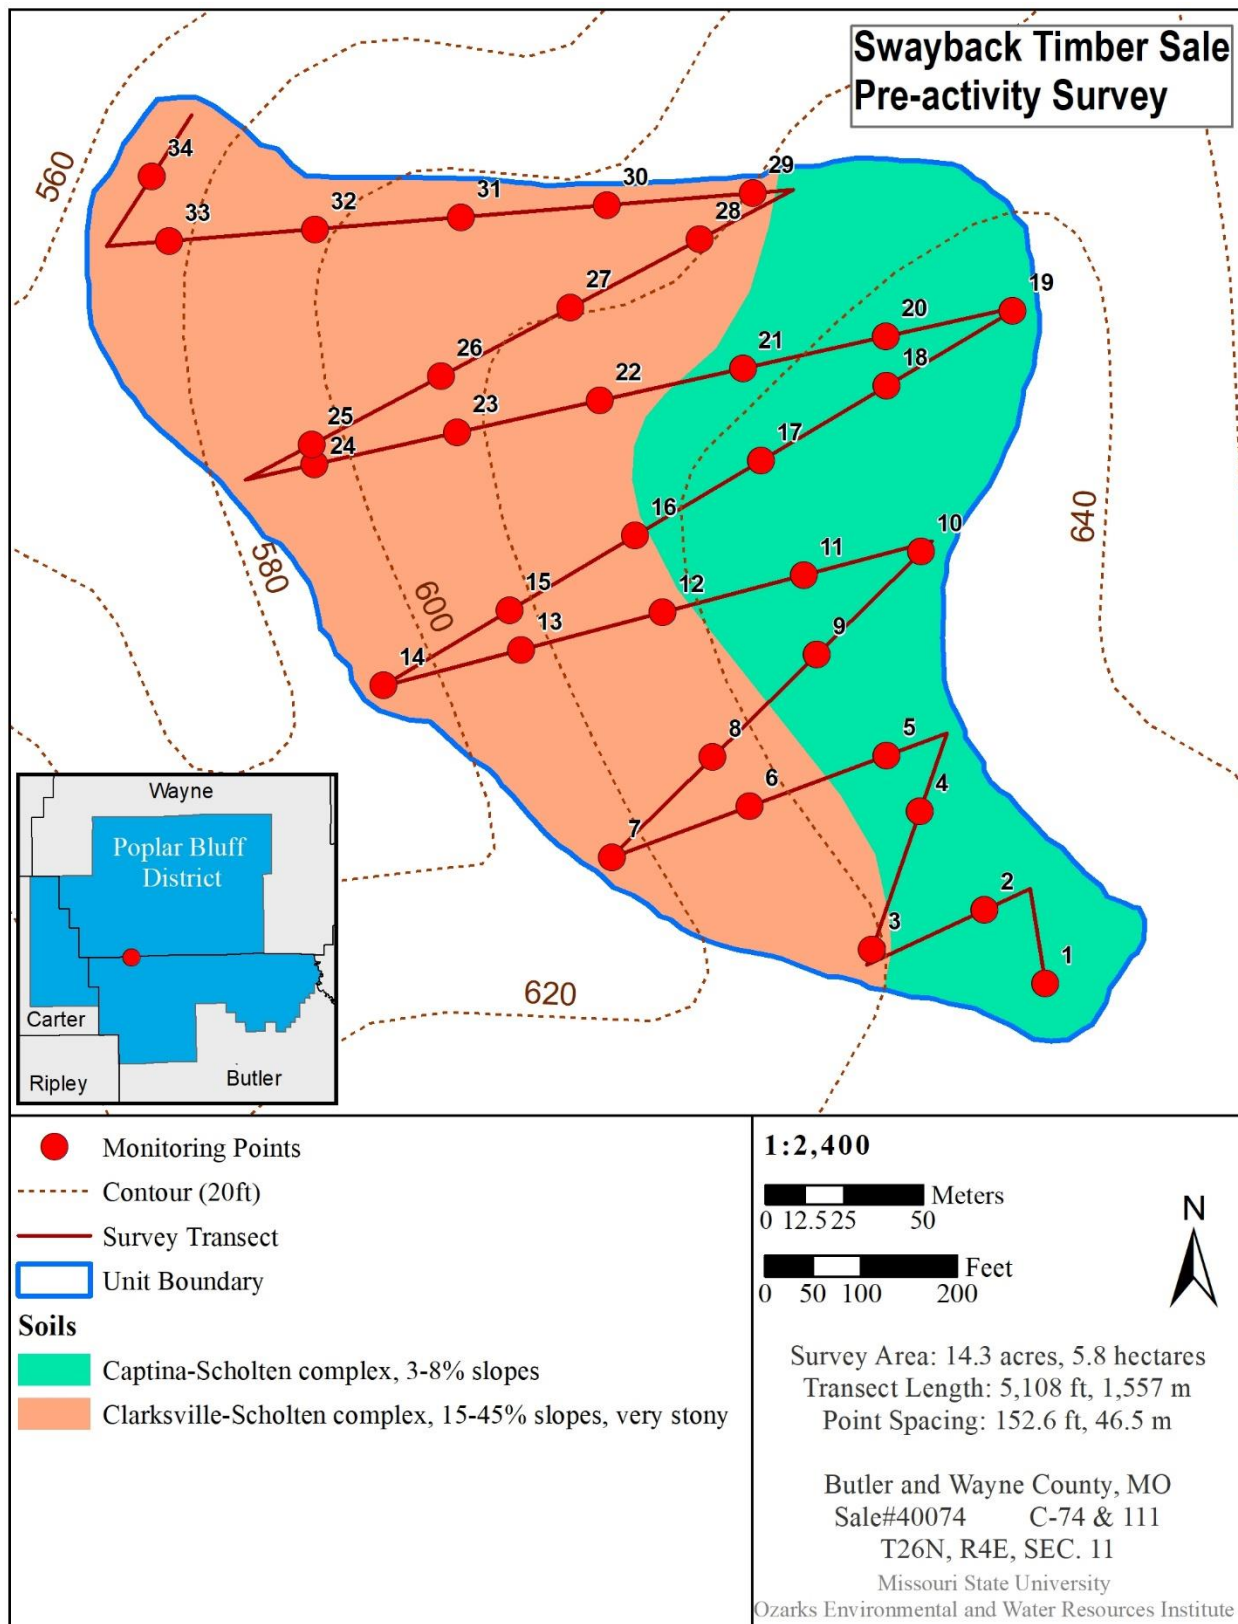 Swayback Timber Sale
Pre-activity Survey
560
34
33
32
31
30
29
28
27
26
25
24
23
22
21
20
19
18
17
16
15
14
13
12
11
10
9
8
7
6
5
4
3
2
1
580
600
620
640
Wayne
Poplar Bluff
District
Carter
Ripley
Butler
Monitoring Points
Contour (20ft)
Survey Transect
Unit Boundary
Soils
Captina-Scholten complex, 3-8% slopes
Clarksville-Scholten complex, 15-45% slopes, very stony
1:2,400
Meters
0 12.5 25 50
Feet
0 50 100 200
N
Survey Area: 14.3 acres, 5.8 hectares
Transect Length: 5,108 ft, 1,557 m
Point Spacing: 152.6 ft, 46.5 m
Butler and Wayne County, MO
Sale#40074 C-74 & 111
T26N, R4E, SEC. 11
Missouri State University
Ozarks Environmental and Water Resources Institute